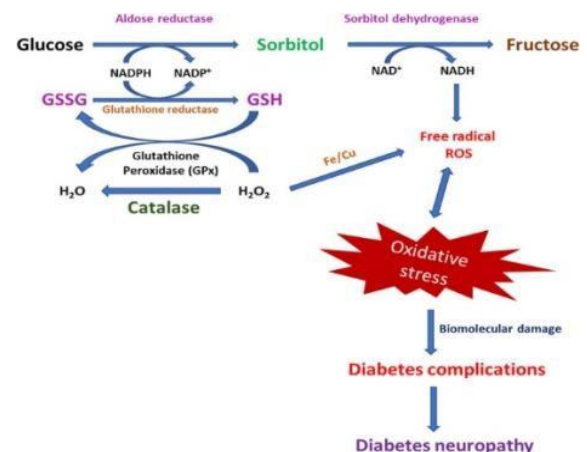 Aldose reductase
Sorbitol dehydrogenase
Glucose
Sorbitol
Fructose
NADPH
NADP⁺
NAD⁺
NADH
GSSG
GSH
Glutathione reductase
Free radical
ROS
Fe/Cu
Glutathione
Peroxidase (GPx)
H₂O
H₂O₂
Catalase
Oxidative
stress
Biomolecular damage
Diabetes complications
Diabetes neuropathy